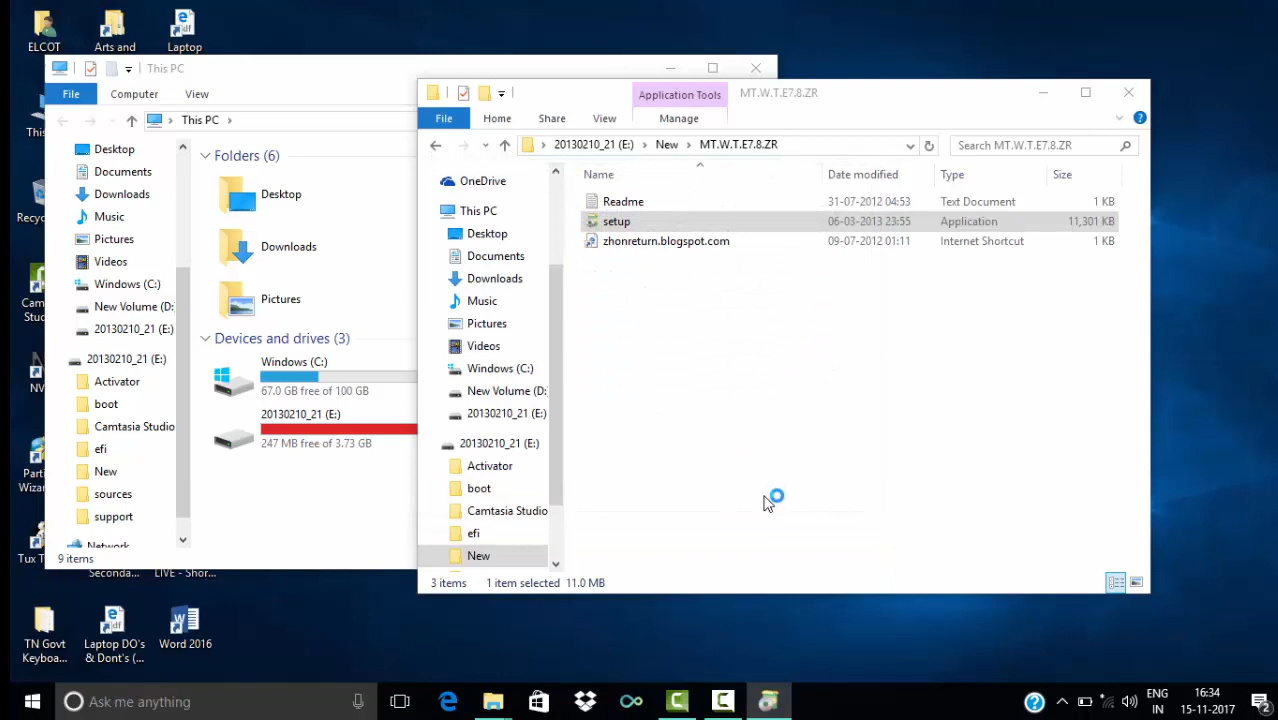 ELCOT
Arts and
Laptop
This PC
File
Computer
View
This PC
Desktop
Documents
Downloads
Music
Pictures
Videos
Windows (C:)
New Volume (D:
20130210_21 (E:)
20130210_21 (E:)
Activator
boot
Camtasia Studio
efi
New
sources
support
Network
9 items
Folders (6)
Desktop
Downloads
Pictures
Devices and drives (3)
Windows (C:)
67.0 GB free of 100 GB
20130210_21 (E:)
247 MB free of 3.73 GB
Application Tools
MT.W.T.E7.8.ZR
File
Home
Share
View
Manage
20130210_21 (E:) > New > MT.W.T.E7.8.ZR
Search MT.W.T.E7.8.ZR
Name
Date modified
Type
Size
Readme 31-07-2012 04:53 Text Document 1 KB
setup 06-03-2013 23:55 Application 11,301 KB
zhonreturn.blogspot.com 09-07-2012 01:11 Internet Shortcut 1 KB
OneDrive
This PC
Desktop
Documents
Downloads
Music
Pictures
Videos
Windows (C:)
New Volume (D:
20130210_21 (E:)
20130210_21 (E:)
Activator
boot
Camtasia Studio
efi
New
3 items 1 item selected 11.0 MB
This
Recyc
Cam
Stud
NV
Parti
Wizar
Tux T
Seconda...
LIVE - Shor...
TN Govt
Keyboa...
Laptop DO's
& Dont's (...
Word 2016
Ask me anything
ENG
IN
16:34
15-11-2017
2